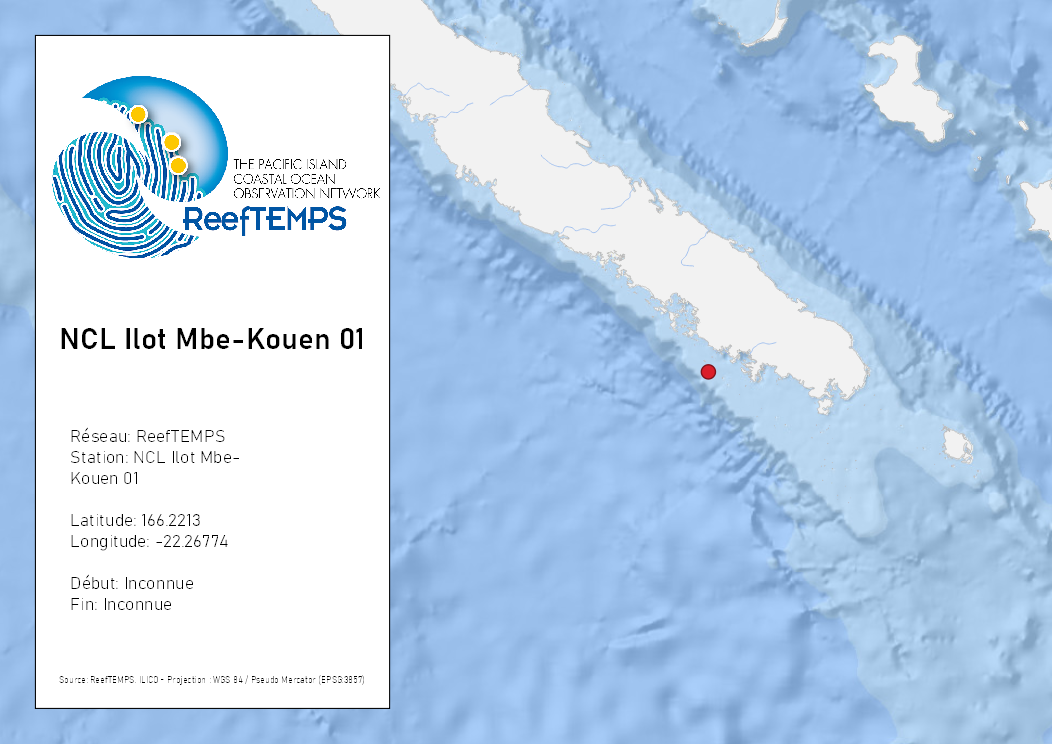 THE PACIFIC ISLAND
COASTAL OCEAN
OBSERVATION NETWORK
ReefTEMPS
NCL Ilot Mbe-Kouen 01
Réseau: ReefTEMPS
Station: NCL Ilot Mbe-
Kouen 01
Latitude: 166.2213
Longitude: -22.26774
Début: Inconnue
Fin: Inconnue
Source: ReefTEMPS, ILICO - Projection : WGS 84 / Pseudo Mercator (EPSG:3857)